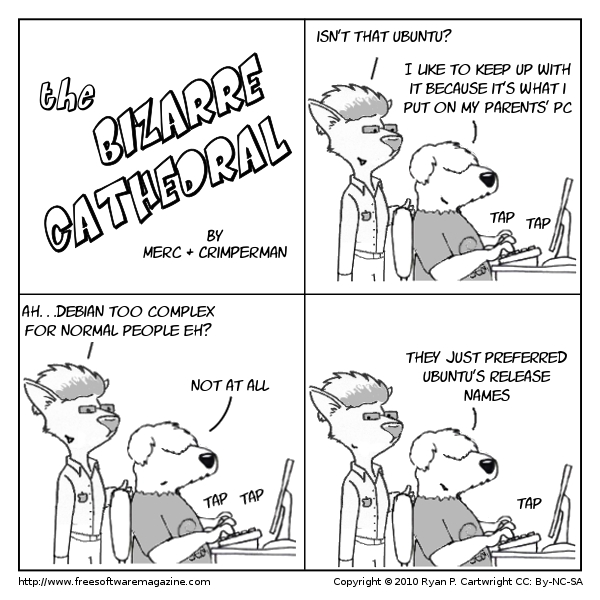 the
BIZARRE
CATHEDRAL
BY
MERC + CRIMPERMAN
ISN'T THAT UBUNTU?
I LIKE TO KEEP UP WITH
IT BECAUSE IT'S WHAT I
PUT ON MY PARENTS' PC
TAP TAP
AH. . .DEBIAN TOO COMPLEX
FOR NORMAL PEOPLE EH?
NOT AT ALL
TAP TAP
THEY JUST PREFERRED
UBUNTU'S RELEASE
NAMES
TAP
http://www.freesoftwaremagazine.com
Copyright © 2010 Ryan P. Cartwright CC: By-NC-SA